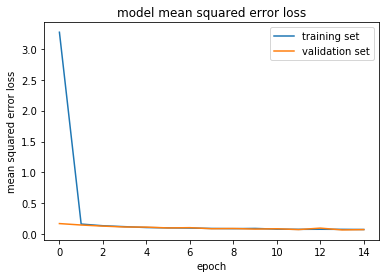 model mean squared error loss
training set
validation set
mean squared error loss
3.0
2.5
2.0
1.5
1.0
0.5
0.0
0 2 4 6 8 10 12 14
epoch